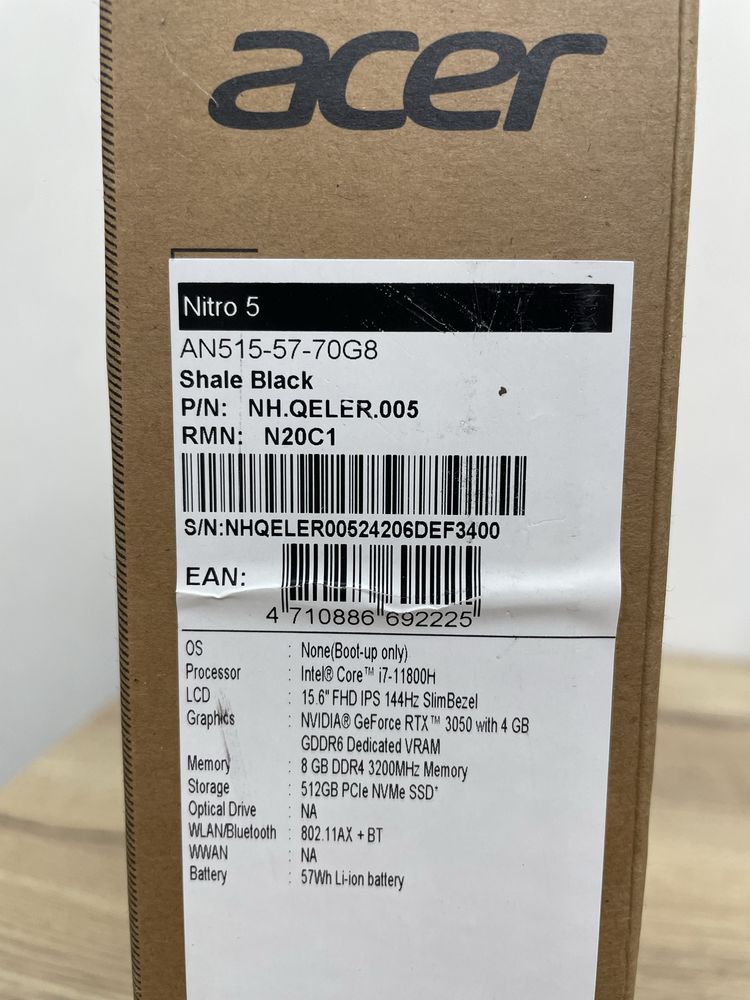 acer
Nitro 5
AN515-57-70G8
Shale Black
P/N: NH.QELER.005
RMN: N20C1
S/N:NHQELER00524206DEF3400
EAN:
4 710886 692225
OS : None(Boot-up only)
Processor : Intel® Core™ i7-11800H
LCD : 15.6" FHD IPS 144Hz SlimBezel
Graphics : NVIDIA® GeForce RTX™ 3050 with 4 GB
GDDR6 Dedicated VRAM
Memory : 8 GB DDR4 3200MHz Memory
Storage : 512GB PCIe NVMe SSD*
Optical Drive : NA
WLAN/Bluetooth : 802.11AX + BT
WWAN : NA
Battery : 57Wh Li-ion battery